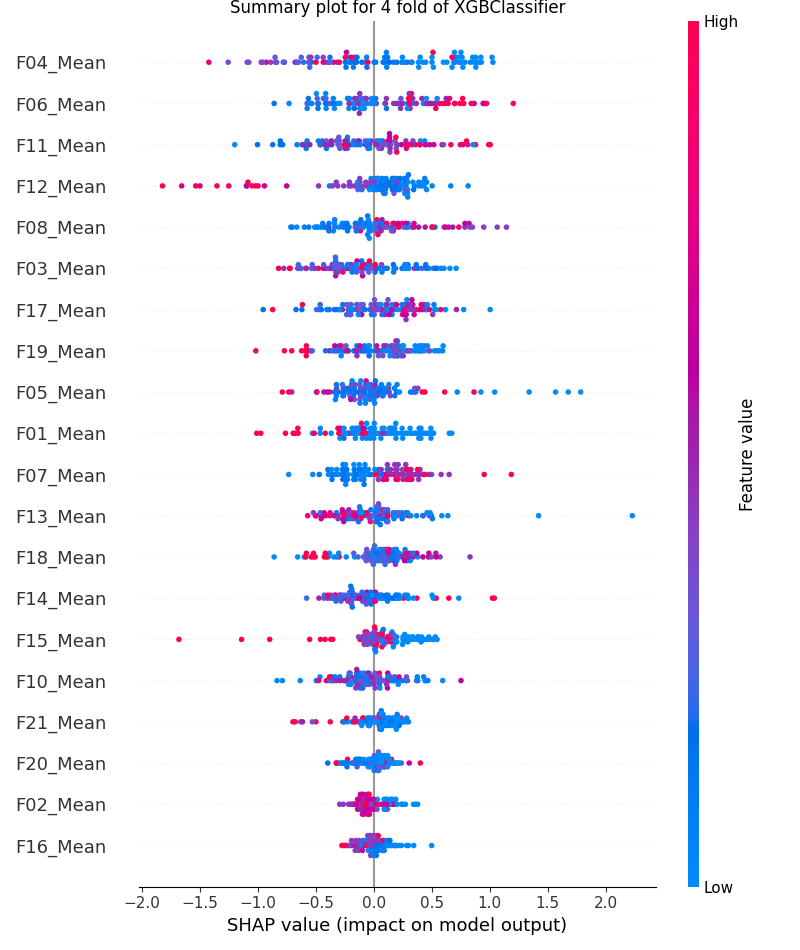 Summary plot for 4 fold of XGBClassifier
High
F04_Mean
F06_Mean
F11_Mean
F12_Mean
F08_Mean
F03_Mean
F17_Mean
F19_Mean
F05_Mean
F01_Mean
F07_Mean
F13_Mean
F18_Mean
F14_Mean
F15_Mean
F10_Mean
F21_Mean
F20_Mean
F02_Mean
F16_Mean
Feature value
Low
−2.0 −1.5 −1.0 −0.5 0.0 0.5 1.0 1.5 2.0
SHAP value (impact on model output)